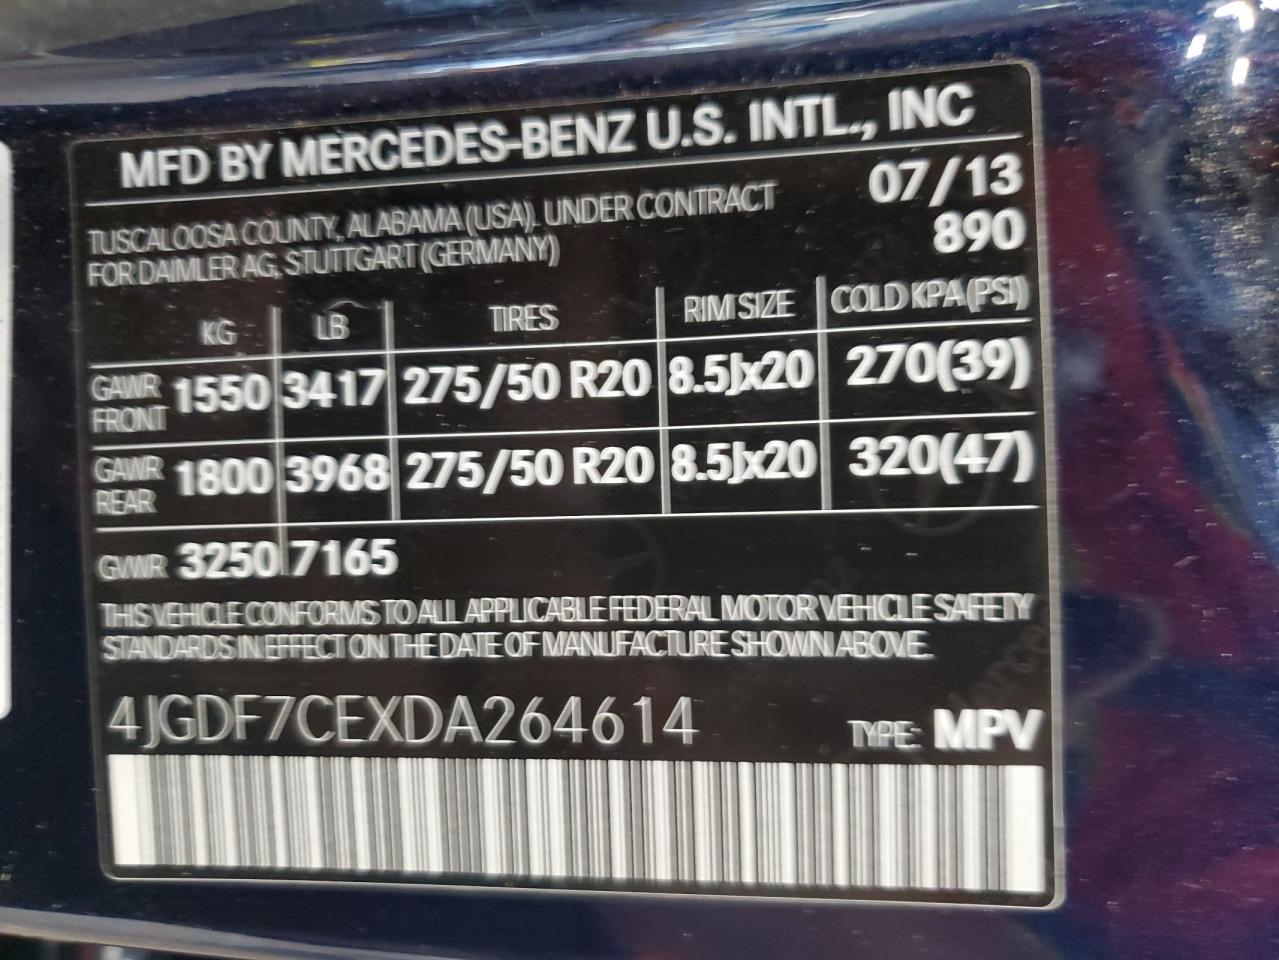 MFD BY MERCEDES-BENZ U.S. INTL., INC
TUSCALOOSA COUNTY, ALABAMA (USA), UNDER CONTRACT
FOR DAIMLER AG, STUTTGART (GERMANY)
07/13
890
KG LB TIRES RIM SIZE COLD KPA (PSI)
GAWR FRONT 1550 3417 275/50 R20 8.5Jx20 270(39)
GAWR REAR 1800 3968 275/50 R20 8.5Jx20 320(47)
GVWR 3250 7165
THIS VEHICLE CONFORMS TO ALL APPLICABLE FEDERAL MOTOR VEHICLE SAFETY
STANDARDS IN EFFECT ON THE DATE OF MANUFACTURE SHOWN ABOVE.
4JGDF7CEXDA264614 TYPE: MPV